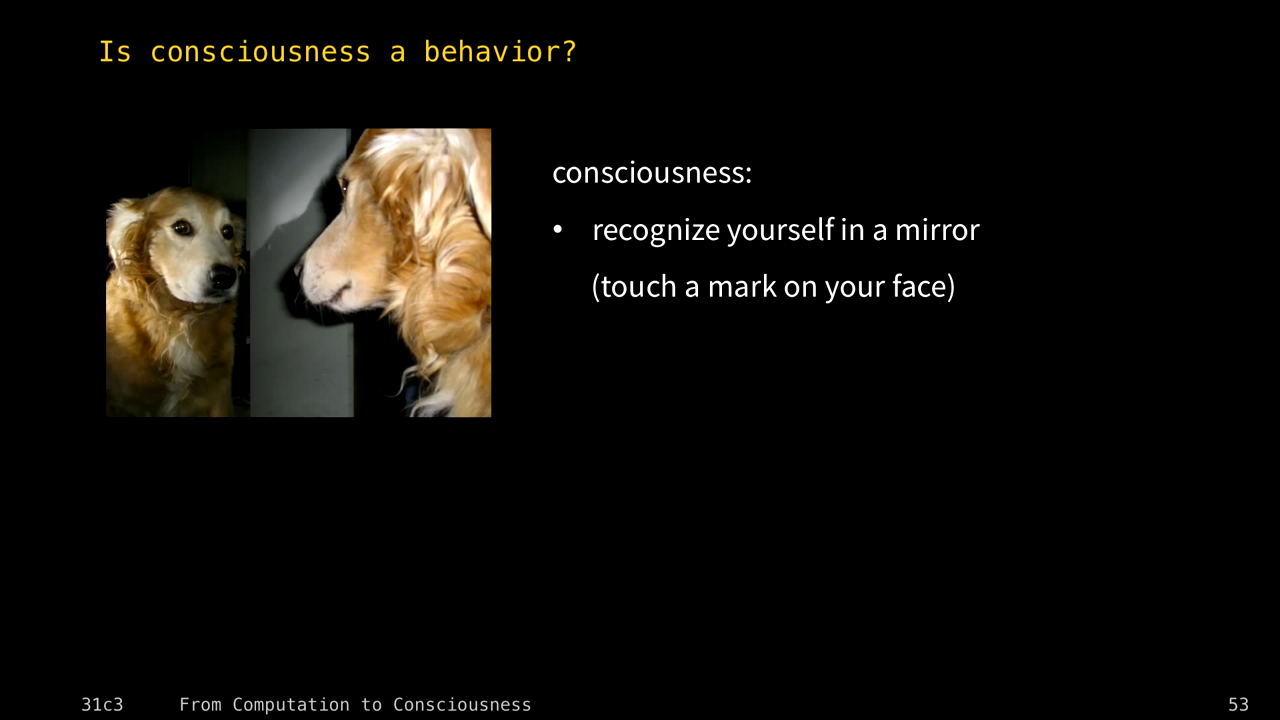 Is consciousness a behavior?
consciousness:
• recognize yourself in a mirror
(touch a mark on your face)
31c3 From Computation to Consciousness 53